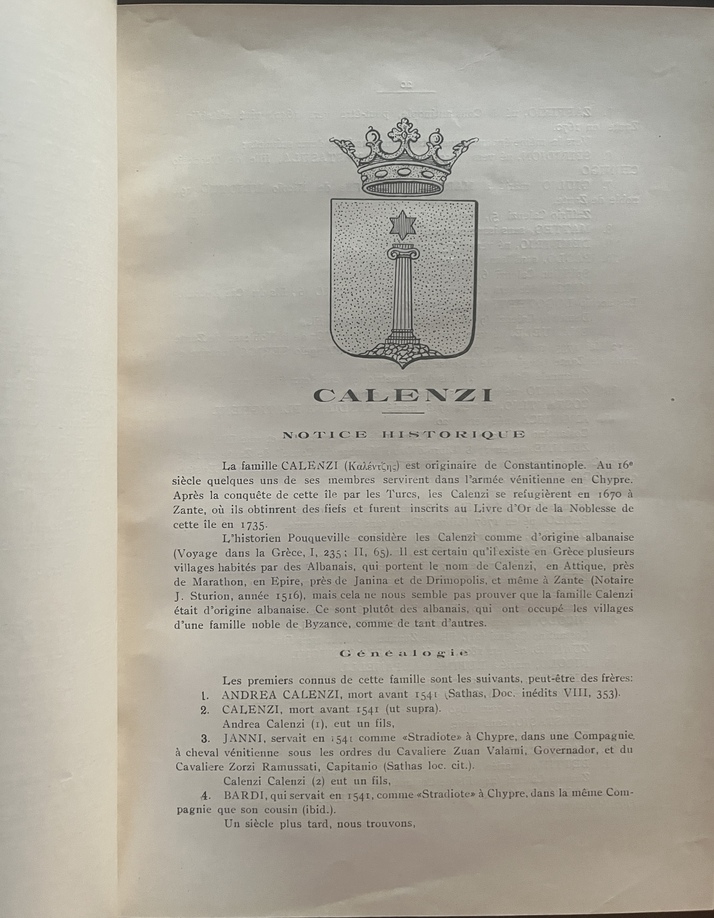 CALENZI
NOTICE HISTORIQUE
La famille CALENZI (Καλέντζης) est originaire de Constantinople. Au 16e
siècle quelques uns de ses membres servirent dans l'armée vénitienne en Chypre.
Après la conquête de cette île par les Turcs, les Calenzi se refugièrent en 1670 à
Zante, où ils obtinrent des fiefs et furent inscrits au Livre d'Or de la Noblesse de
cette île en 1735.
L'historien Pouqueville considère les Calenzi comme d'origine albanaise
(Voyage dans la Grèce, I, 235; II, 65). Il est certain qu'il existe en Grèce plusieurs
villages habités par des Albanais, qui portent le nom de Calenzi, en Attique, près
de Marathon, en Epire, près de Janina et de Drimopolis, et même à Zante (Notaire
J. Sturion, année 1516), mais cela ne nous semble pas prouver que la famille Calenzi
était d'origine albanaise. Ce sont plutôt des albanais, qui ont occupé les villages
d'une famille noble de Byzance, comme de tant d'autres.
Généalogie
Les premiers connus de cette famille sont les suivants, peut-être des frères:
1. ANDREA CALENZI, mort avant 1541 (Sathas, Doc. inédits VIII, 353).
2. CALENZI, mort avant 1541 (ut supra).
Andrea Calenzi (1), eut un fils,
3. JANNI, servait en 1541 comme «Stradiote» à Chypre, dans une Compagnie,
à cheval vénitienne sous les ordres du Cavaliere Zuan Valami, Governador, et du
Cavaliere Zorzi Ramussati, Capitanio (Sathas loc. cit.).
Calenzi Calenzi (2) eut un fils,
4. BARDI, qui servait en 1541, comme «Stradiote» à Chypre, dans la même Com-
pagnie que son cousin (ibid.).
Un siècle plus tard, nous trouvons,